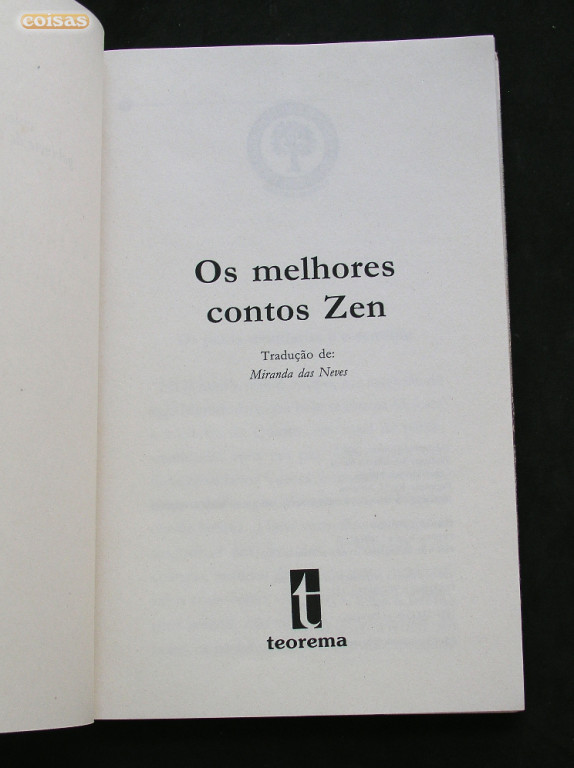 coisas
Os melhores
contos Zen
Tradução de:
Miranda das Neves
t
teorema